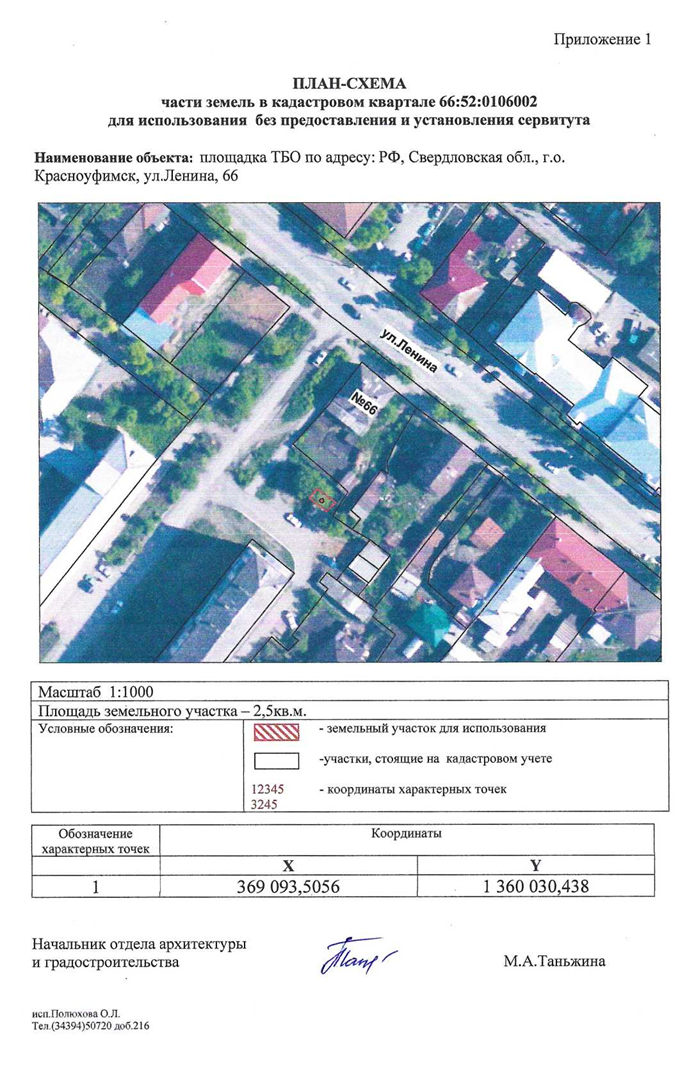 Приложение 1
ПЛАН-СХЕМА
части земель в кадастровом квартале 66:52:0106002
для использования без предоставления и установления сервитута
Наименование объекта: площадка ТБО по адресу: РФ, Свердловская обл., г.о.
Красноуфимск, ул.Ленина, 66
ул.Ленина
№66
Масштаб 1:1000
Площадь земельного участка – 2,5кв.м.
Условные обозначения:
- земельный участок для использования
-участки, стоящие на кадастровом учете
12345
3245
- координаты характерных точек
Обозначение
характерных точек
Координаты
X
Y
1
369 093,5056
1 360 030,438
Начальник отдела архитектуры
и градостроительства
М.А.Таньжина
исп.Полюхова О.Л.
Тел.(34394)50720 доб.216